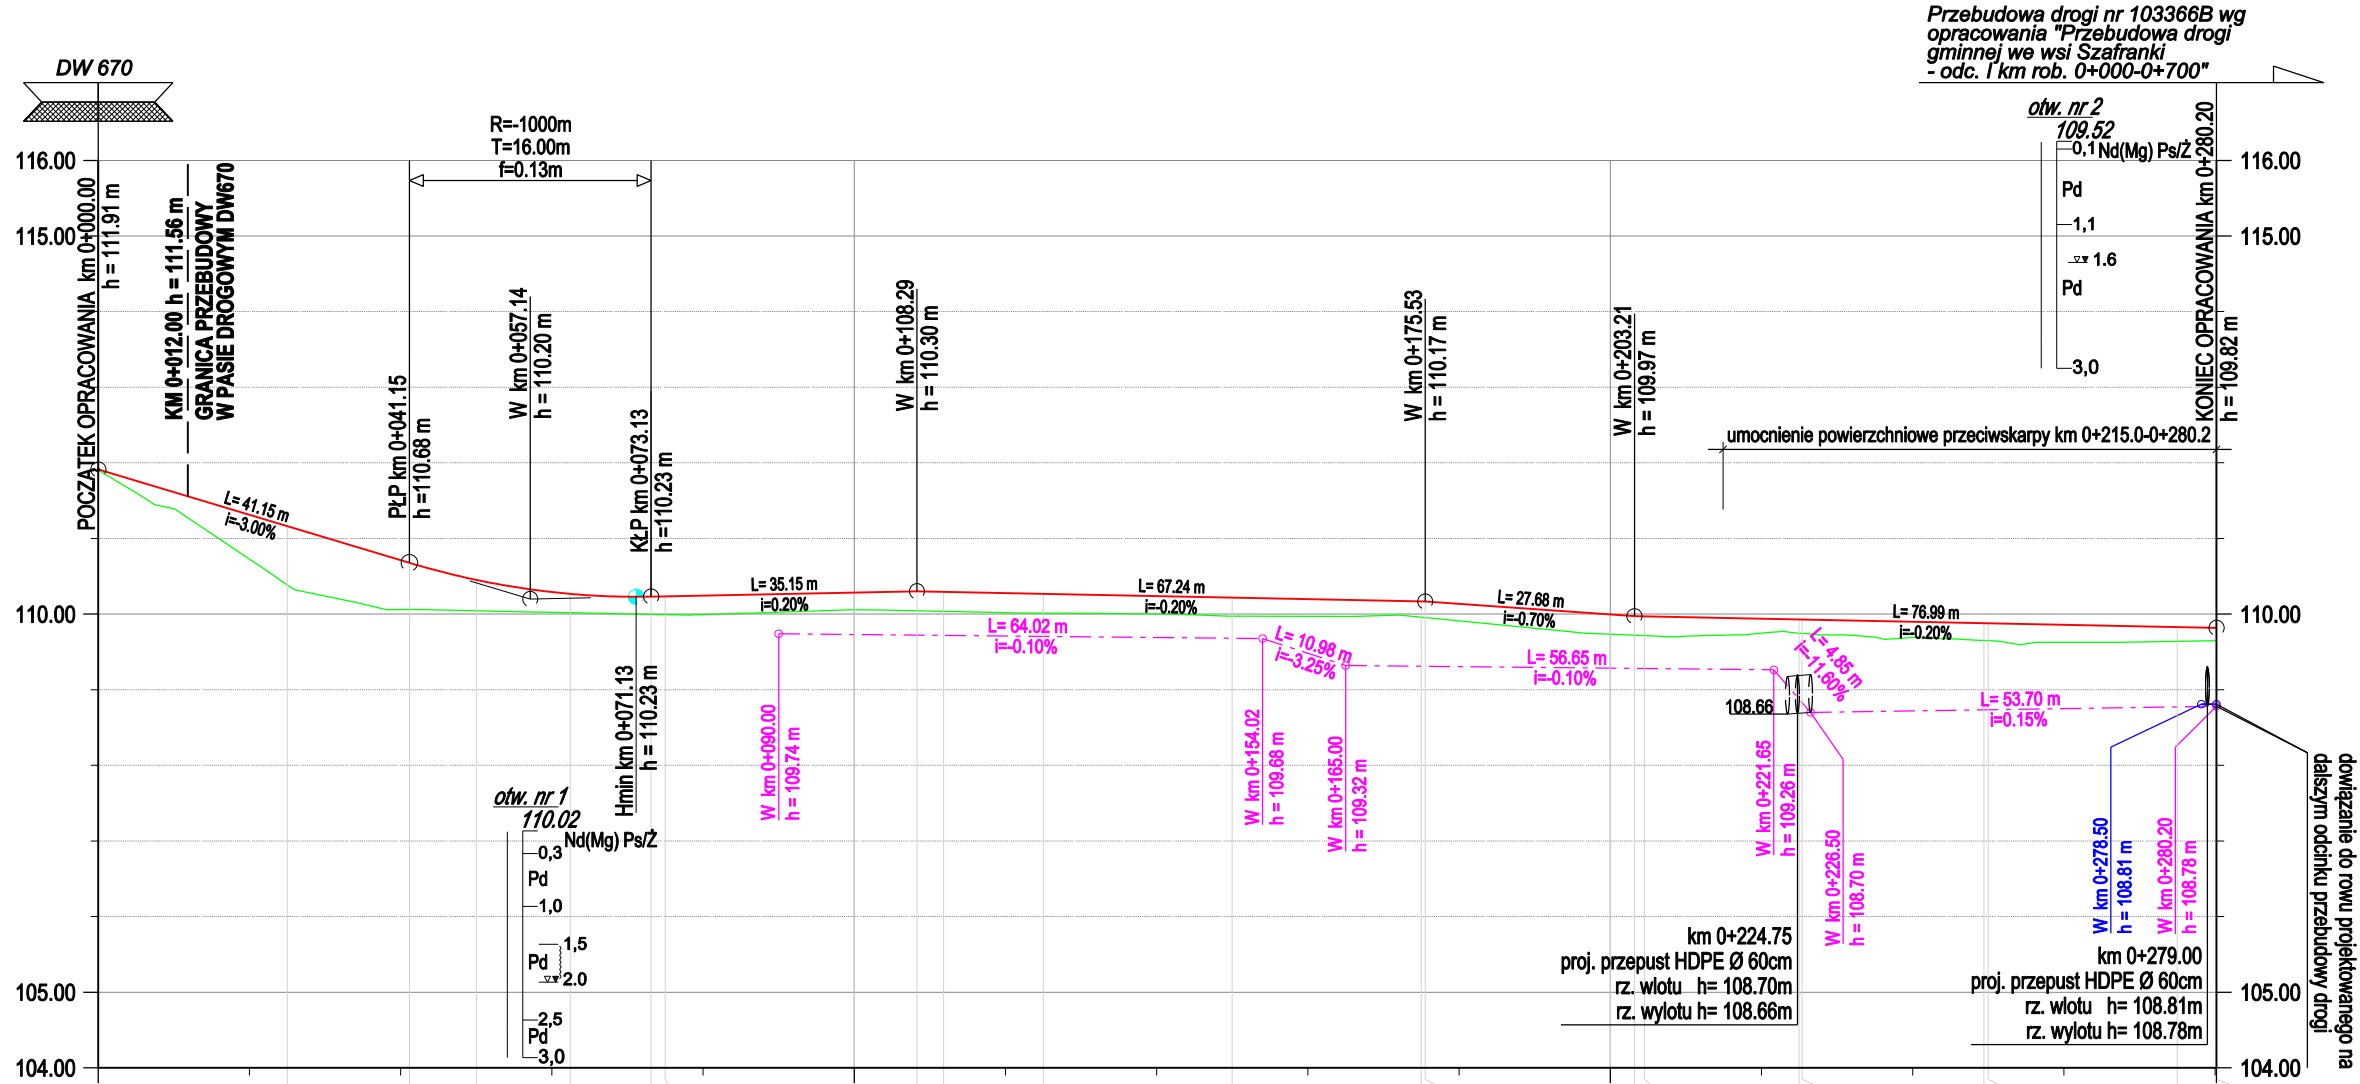 Przebudowa drogi nr 103366B wg
opracowania "Przebudowa drogi
gminnej we wsi Szafranki
- odc. I km rob. 0+000-0+700"
DW 670
otw. nr 2
109.52
0,1 Nd(Mg) Ps/Ż
Pd
1,1
1.6
Pd
3,0
R=-1000m
T=16.00m
f=0.13m
116.00
116.00
115.00
115.00
110.00
110.00
105.00
105.00
104.00
104.00
POCZĄTEK OPRACOWANIA km 0+000.00
h = 111.91 m
KM 0+012.00 h = 111.56 m
GRANICA PRZEBUDOWY
W PASIE DROGOWYM DW670
PŁP km 0+041.15
h =110.68 m
W km 0+057.14
h = 110.20 m
KŁP km 0+073.13
h =110.23 m
W km 0+108.29
h = 110.30 m
W km 0+175.53
h = 110.17 m
W km 0+203.21
h = 109.97 m
KONIEC OPRACOWANIA km 0+280.20
h = 109.82 m
umocnienie powierzchniowe przeciwskarpy km 0+215.0-0+280.2
L= 41.15 m
i=-3.00%
L= 35.15 m
i=0.20%
L= 67.24 m
i=-0.20%
L= 27.68 m
i=-0.70%
L= 76.99 m
i=-0.20%
L= 64.02 m
i=-0.10%
L= 10.98 m
i=-3.25%
L= 56.65 m
i=-0.10%
L= 4.85 m
i=-11.60%
L= 53.70 m
i=0.15%
108.66
Hmin km 0+071.13
h = 110.23 m
W km 0+090.00
h = 109.74 m
W km 0+154.02
h = 109.68 m
W km 0+165.00
h = 109.32 m
W km 0+221.65
h = 109.26 m
W km 0+226.50
h = 108.70 m
W km 0+278.50
h = 108.81 m
W km 0+280.20
h = 108.78 m
dowiązanie do rowu projektowanego na
dalszym odcinku przebudowy drogi
otw. nr 1
110.02
Nd(Mg) Ps/Ż
0,3
Pd
1,0
1,5
Pd
2.0
2,5
Pd
3,0
km 0+224.75
proj. przepust HDPE Ø 60cm
rz. wlotu h= 108.70m
rz. wylotu h= 108.66m
km 0+279.00
proj. przepust HDPE Ø 60cm
rz. wlotu h= 108.81m
rz. wylotu h= 108.78m